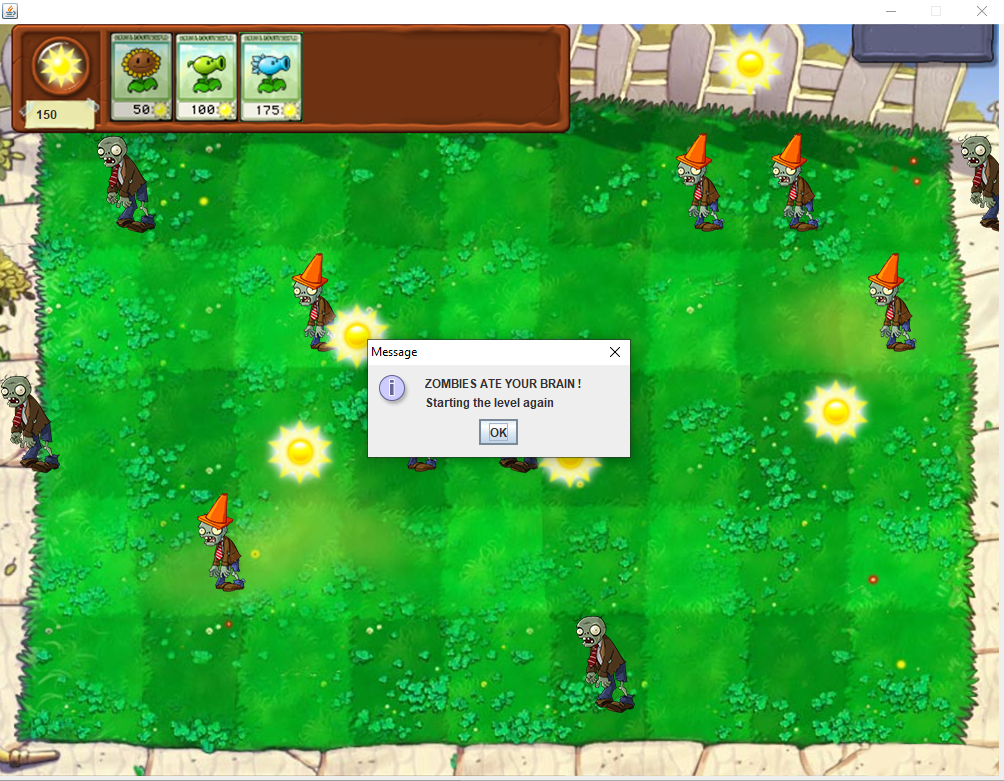 150
50
100
175
Message
ZOMBIES ATE YOUR BRAIN !
Starting the level again
OK